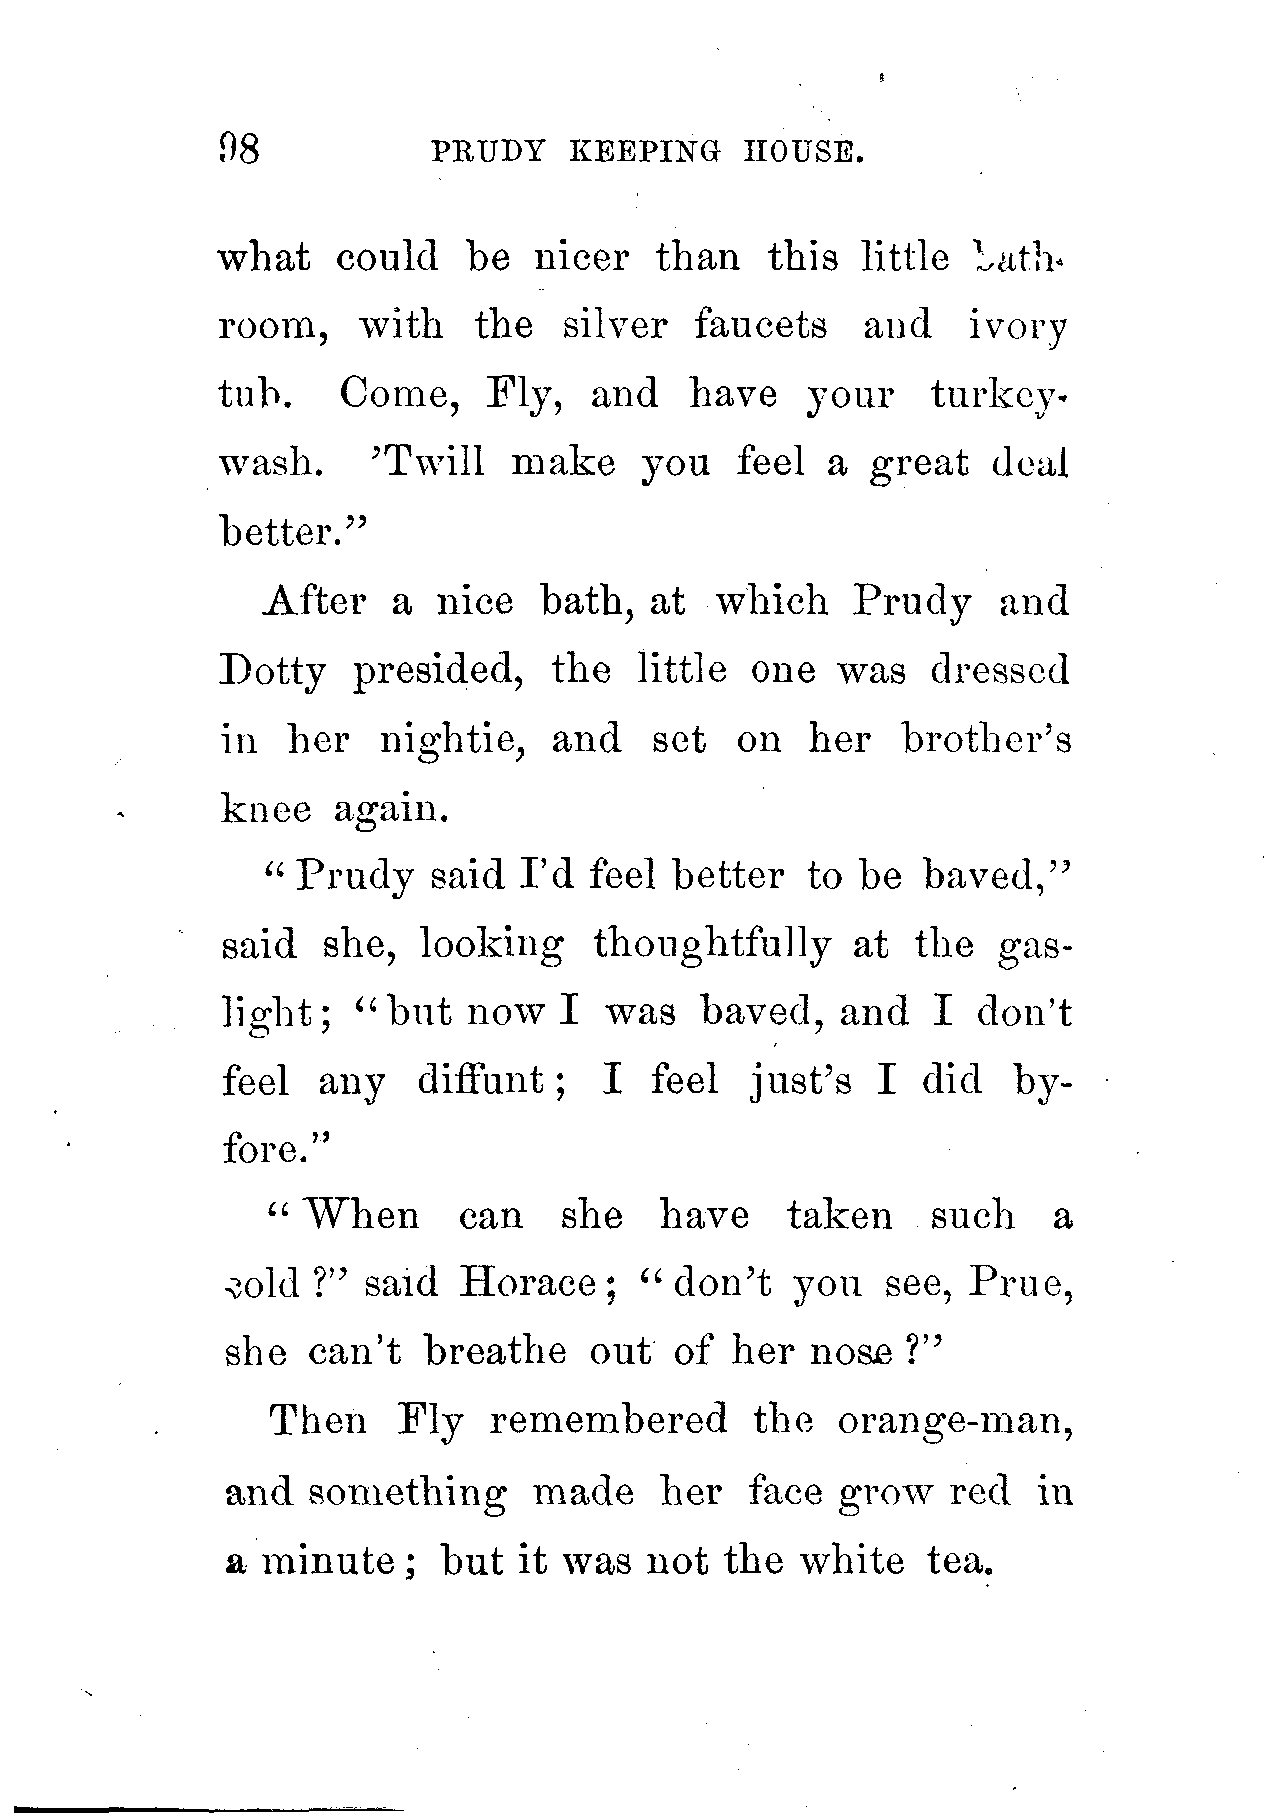 98 PRUDY KEEPING HOUSE.
what could be nicer than this little bath-
room, with the silver faucets and ivory
tub. Come, Fly, and have your turkey-
wash. ’Twill make you feel a great deal
better.”
After a nice bath, at which Prudy and
Dotty presided, the little one was dressed
in her nightie, and set on her brother’s
knee again.
“ Prudy said I’d feel better to be baved,”
said she, looking thoughtfully at the gas-
light ; “ but now I was baved, and I don’t
feel any diffunt ; I feel just’s I did by-
fore.”
“ When can she have taken such a
cold ?” said Horace ; “ don’t you see, Prue,
she can’t breathe out of her nose ?”
Then Fly remembered the orange-man,
and something made her face grow red in
a minute ; but it was not the white tea.